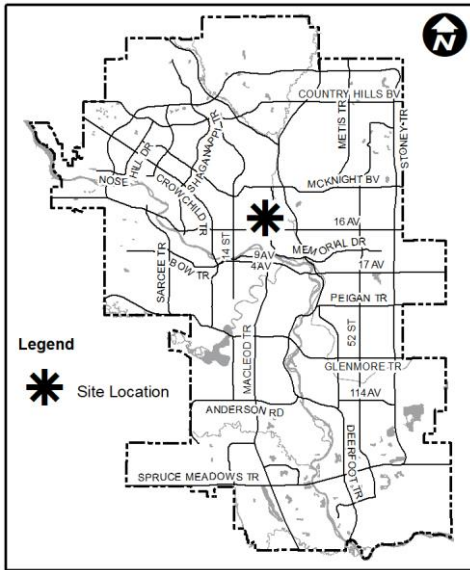 N
COUNTRY HILLS BV
METIS TR
STONEY TR
SHAGANAPPI TR
NOSE HILL DR
CROWCHILD TR
MCKNIGHT BV
14 ST
16 AV
MEMORIAL DR
SARCEE TR
BOW TR
9 AV
4 AV
17 AV
PEIGAN TR
52 ST
Legend
Site Location
MACLEOD TR
GLENMORE TR
114 AV
ANDERSON RD
DEERFOOT TR
SPRUCE MEADOWS TR